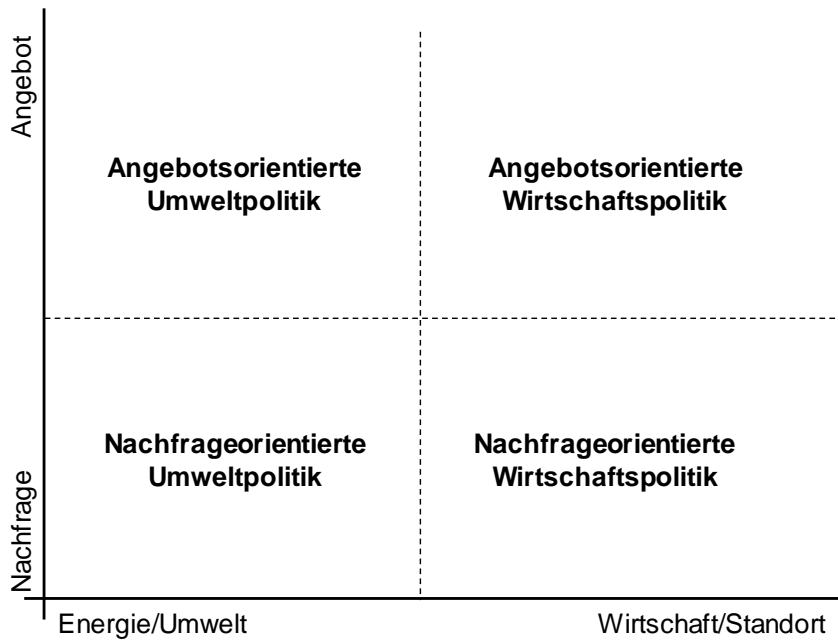 Angebot
Angebotsorientierte
Umweltpolitik
Angebotsorientierte
Wirtschaftspolitik
Nachfrage
Nachfrageorientierte
Umweltpolitik
Nachfrageorientierte
Wirtschaftspolitik
Energie/Umwelt
Wirtschaft/Standort